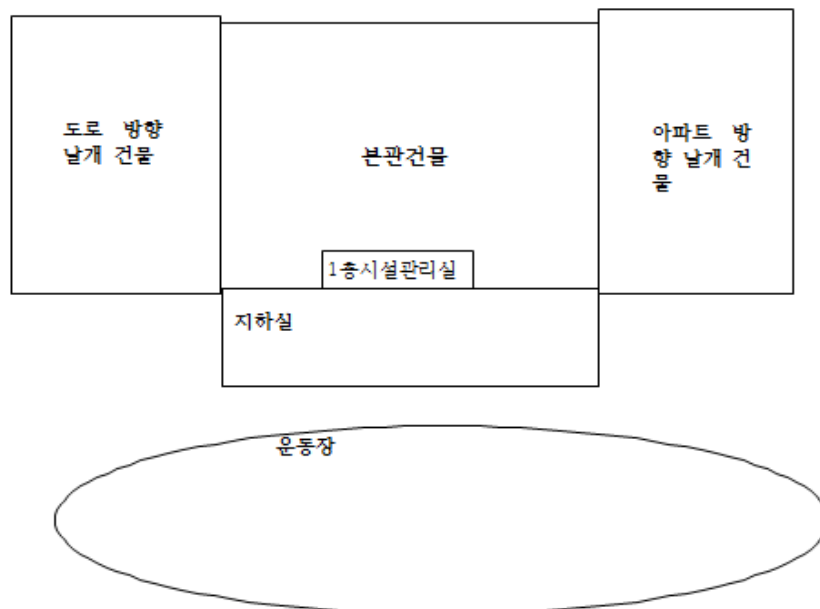 도로 방향
날개 건물
본관건물
아파트 방
향 날개 건
물
1층시설관리실
지하실
운동장